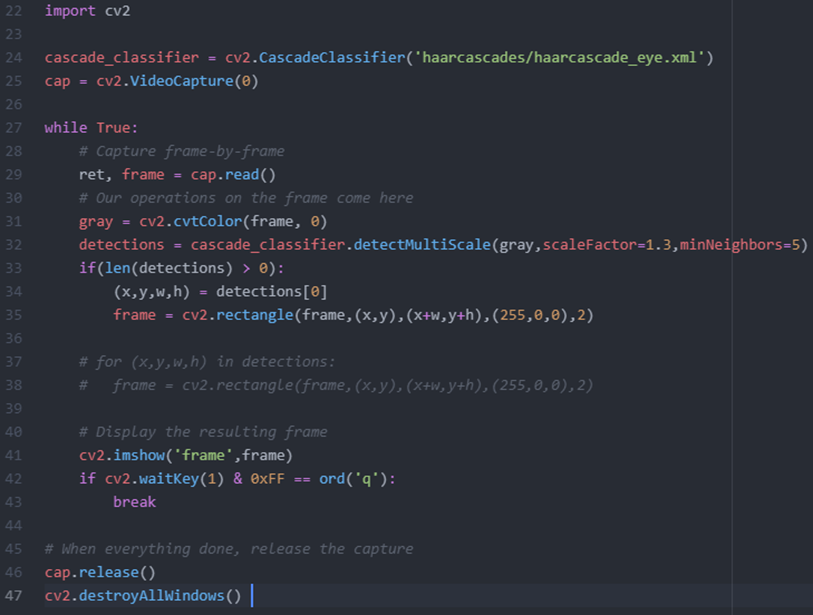 22 import cv2
23
24 cascade_classifier = cv2.CascadeClassifier('haarcascades/haarcascade_eye.xml')
25 cap = cv2.VideoCapture(0)
26
27 while True:
28     # Capture frame-by-frame
29     ret, frame = cap.read()
30     # Our operations on the frame come here
31     gray = cv2.cvtColor(frame, 0)
32     detections = cascade_classifier.detectMultiScale(gray,scaleFactor=1.3,minNeighbors=5)
33     if(len(detections) > 0):
34         (x,y,w,h) = detections[0]
35         frame = cv2.rectangle(frame,(x,y),(x+w,y+h),(255,0,0),2)
36
37     # for (x,y,w,h) in detections:
38     #   frame = cv2.rectangle(frame,(x,y),(x+w,y+h),(255,0,0),2)
39
40     # Display the resulting frame
41     cv2.imshow('frame',frame)
42     if cv2.waitKey(1) & 0xFF == ord('q'):
43         break
44
45 # When everything done, release the capture
46 cap.release()
47 cv2.destroyAllWindows()